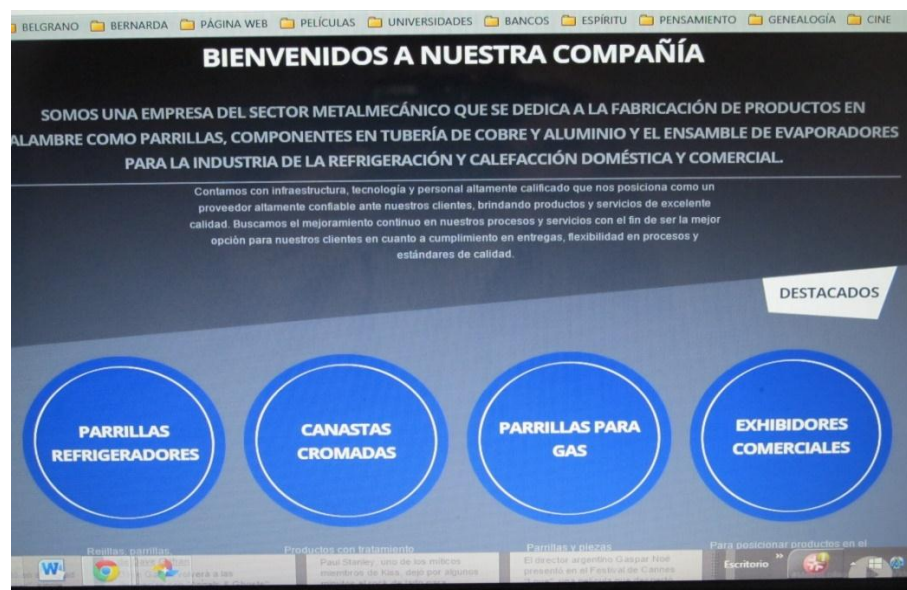 BELGRANO BERNARDA PÁGINA WEB PELÍCULAS UNIVERSIDADES BANCOS ESPÍRITU PENSAMIENTO GENEALOGÍA CINE
BIENVENIDOS A NUESTRA COMPAÑÍA
SOMOS UNA EMPRESA DEL SECTOR METALMECÁNICO QUE SE DEDICA A LA FABRICACIÓN DE PRODUCTOS EN
ALAMBRE COMO PARRILLAS, COMPONENTES EN TUBERÍA DE COBRE Y ALUMINIO Y EL ENSAMBLE DE EVAPORADORES
PARA LA INDUSTRIA DE LA REFRIGERACIÓN Y CALEFACCIÓN DOMÉSTICA Y COMERCIAL.
Contamos con infraestructura, tecnología y personal altamente calificado que nos posiciona como un
proveedor altamente confiable ante nuestros clientes, brindando productos y servicios de excelente
calidad. Buscamos el mejoramiento continuo en nuestros procesos y servicios con el fin de ser la mejor
opción para nuestros clientes en cuanto a cumplimiento en entregas, flexibilidad en procesos y
estándares de calidad.
DESTACADOS
PARRILLAS
REFRIGERADORES
CANASTAS
CROMADAS
PARRILLAS PARA
GAS
EXHIBIDORES
COMERCIALES
Rejillas, parrillas,
Productos con tratamiento
Parrillas y piezas
Para posicionar productos en el
Paul Stanley, uno de los míticos
miembros de Kiss, dejó por algunos
El director argentino Gaspar Noé
presentó en el Festival de Cannes
Escritorio